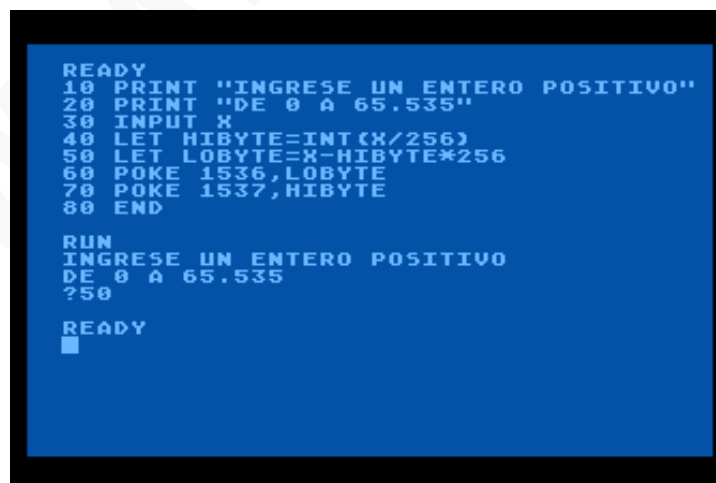 READY
10 PRINT "INGRESE UN ENTERO POSITIVO"
20 PRINT "DE 0 A 65.535"
30 INPUT X
40 LET HIBYTE=INT(X/256)
50 LET LOBYTE=X-HIBYTE*256
60 POKE 1536,LOBYTE
70 POKE 1537,HIBYTE
80 END
RUN
INGRESE UN ENTERO POSITIVO
DE 0 A 65.535
?50
READY